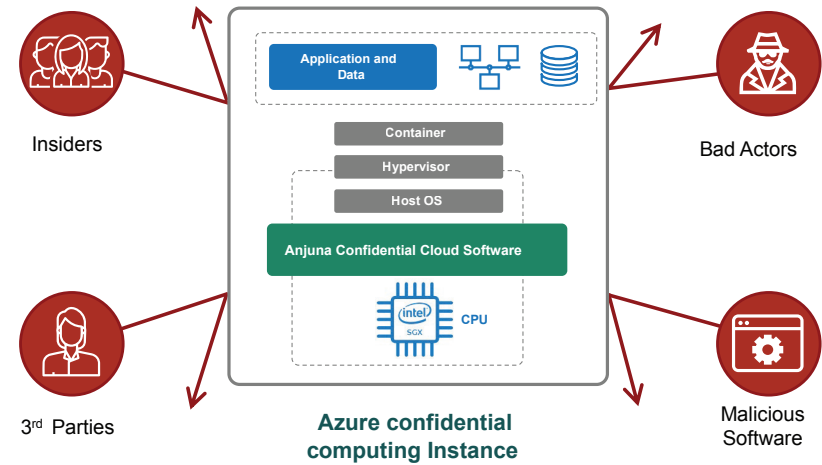 Application and
Data
Insiders
Container
Bad Actors
Hypervisor
Host OS
Anjuna Confidential Cloud Software
intel
SGX
CPU
3rd Parties
Azure confidential
computing Instance
Malicious
Software